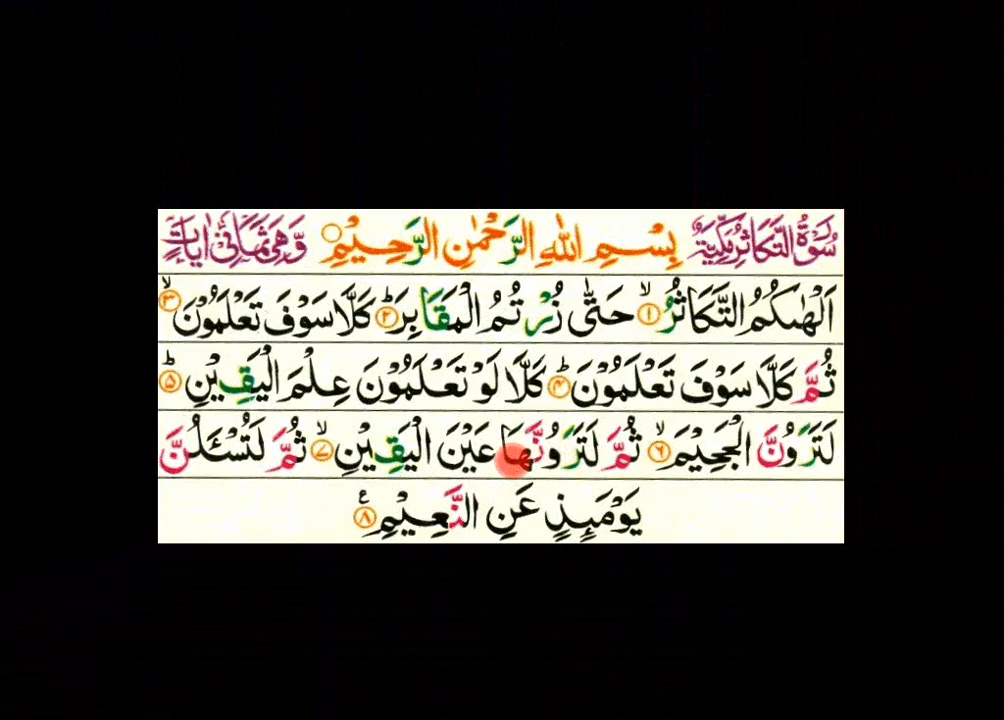 سُوْرَةُ التَّكَاثُرِ مَكِّيَّةٌ بِسْمِ اللّٰهِ الرَّحْمٰنِ الرَّحِيْمِ وَّهِيَ ثَمَانِيْ اٰيَاتٍ
اَلْهٰىكُمُ التَّكَاثُرُ ۙ﴿۱﴾ حَتّٰى زُرْتُمُ الْمَقَابِرَ ؕ﴿۲﴾ كَلَّا سَوْفَ تَعْلَمُوْنَ ۙ﴿۳﴾
ثُمَّ كَلَّا سَوْفَ تَعْلَمُوْنَ ؕ﴿۴﴾ كَلَّا لَوْ تَعْلَمُوْنَ عِلْمَ الْيَقِيْنِ ؕ﴿۵﴾
لَتَرَوُنَّ الْجَحِيْمَ ۙ﴿۶﴾ ثُمَّ لَتَرَوُنَّهَا عَيْنَ الْيَقِيْنِ ۙ﴿۷﴾ ثُمَّ لَتُسْـَٔلُنَّ
يَوْمَىِٕذٍ عَنِ النَّعِيْمِ ﴿۸﴾ ع